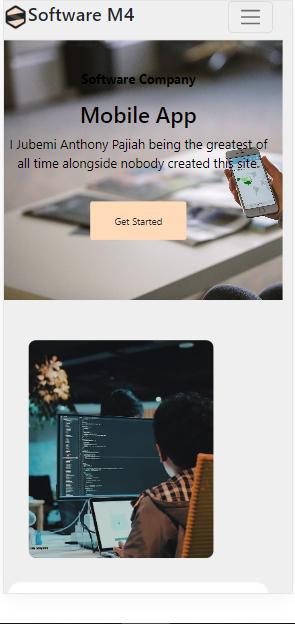 Software M4
Software Company
Mobile App
I Jubemi Anthony Pajiah being the greatest of
all time alongside nobody created this site.
Get Started